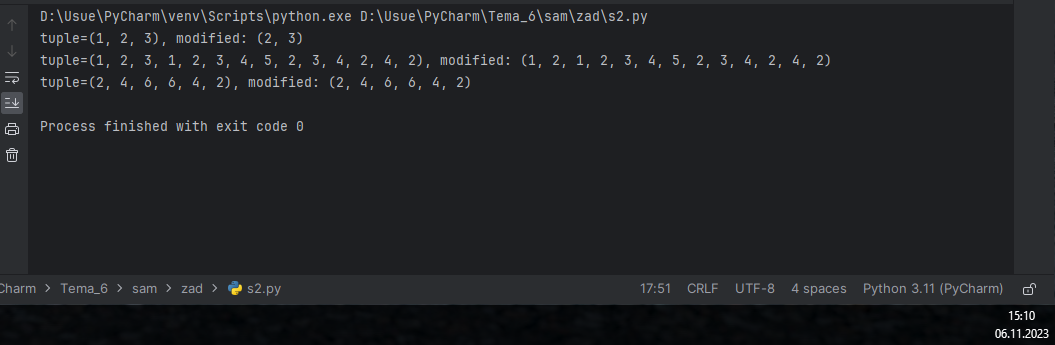 D:\Usue\PyCharm\venv\Scripts\python.exe D:\Usue\PyCharm\Tema_6\sam\zad\s2.py
tuple=(1, 2, 3), modified: (2, 3)
tuple=(1, 2, 3, 1, 2, 3, 4, 5, 2, 3, 4, 2, 4, 2), modified: (1, 2, 1, 2, 3, 4, 5, 2, 3, 4, 2, 4, 2)
tuple=(2, 4, 6, 6, 4, 2), modified: (2, 4, 6, 6, 4, 2)
Process finished with exit code 0
Charm > Tema_6 > sam > zad > s2.py 17:51 CRLF UTF-8 4 spaces Python 3.11 (PyCharm)
15:10
06.11.2023